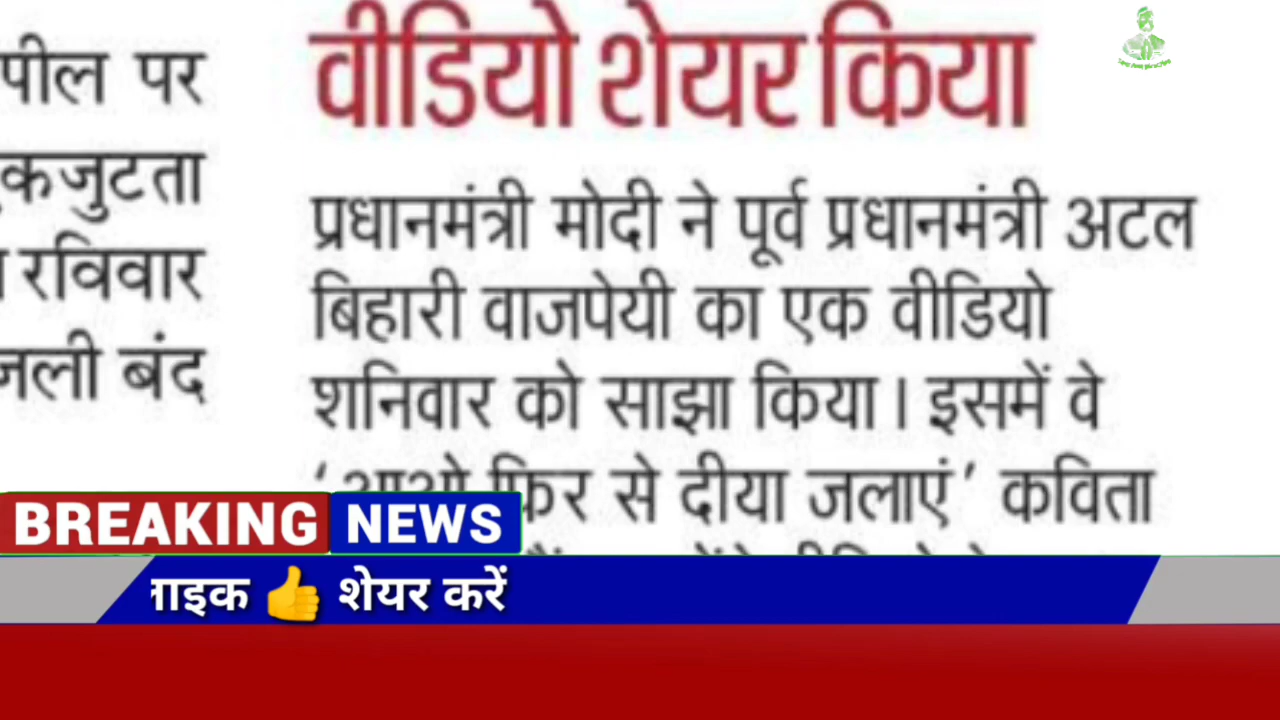 पील पर
कजुटता
रविवार
जली बंद
वीडियो शेयर किया
प्रधानमंत्री मोदी ने पूर्व प्रधानमंत्री अटल
बिहारी वाजपेयी का एक वीडियो
शनिवार को साझा किया। इसमें वे
‘आओ फिर से दीया जलाएं’ कविता
BREAKING NEWS
लाइक 👍 शेयर करें